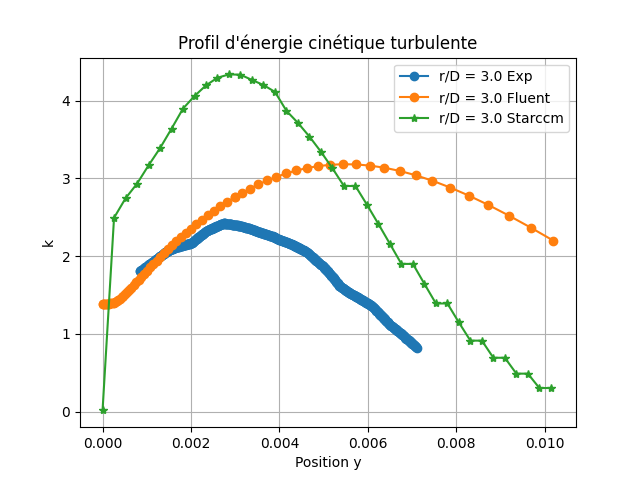 Profil d'énergie cinétique turbulente
r/D = 3.0 Exp
r/D = 3.0 Fluent
r/D = 3.0 Starccm
k
4
3
2
1
0
0.000 0.002 0.004 0.006 0.008 0.010
Position y